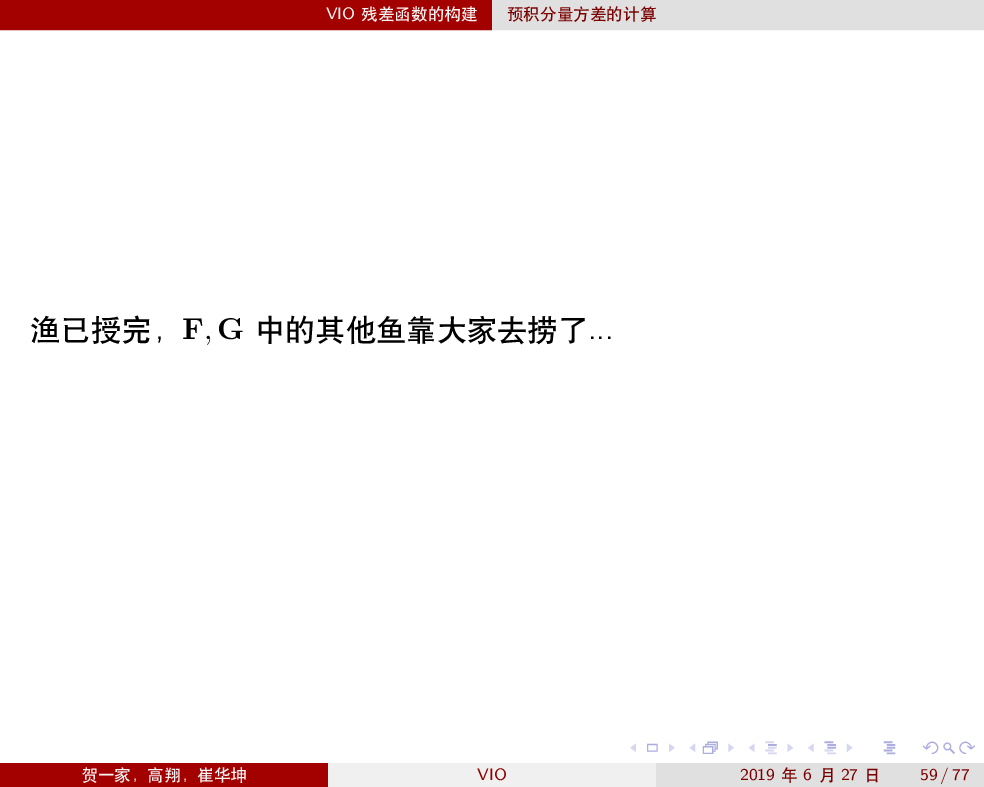 VIO 残差函数的构建 预积分量方差的计算
渔已授完，F, G 中的其他鱼靠大家去捞了...
贺一家, 高翔, 崔华坤 VIO 2019 年 6 月 27 日 59 / 77